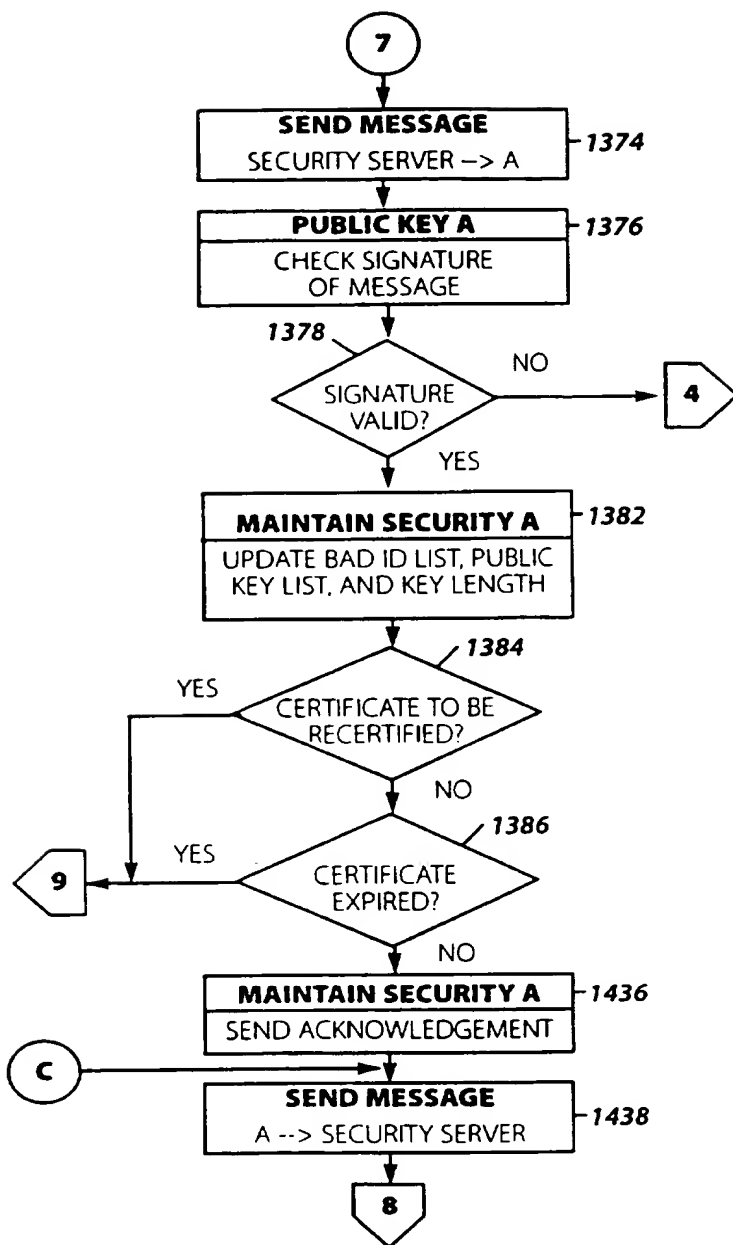 7
SEND MESSAGE
SECURITY SERVER –> A
1374
PUBLIC KEY A
1376
CHECK SIGNATURE
OF MESSAGE
1378
SIGNATURE
VALID?
NO
4
YES
MAINTAIN SECURITY A
1382
UPDATE BAD ID LIST, PUBLIC
KEY LIST, AND KEY LENGTH
1384
YES
CERTIFICATE TO BE
RECERTIFIED?
NO
1386
YES
9
CERTIFICATE
EXPIRED?
NO
MAINTAIN SECURITY A
1436
SEND ACKNOWLEDGEMENT
C
SEND MESSAGE
1438
A --> SECURITY SERVER
8